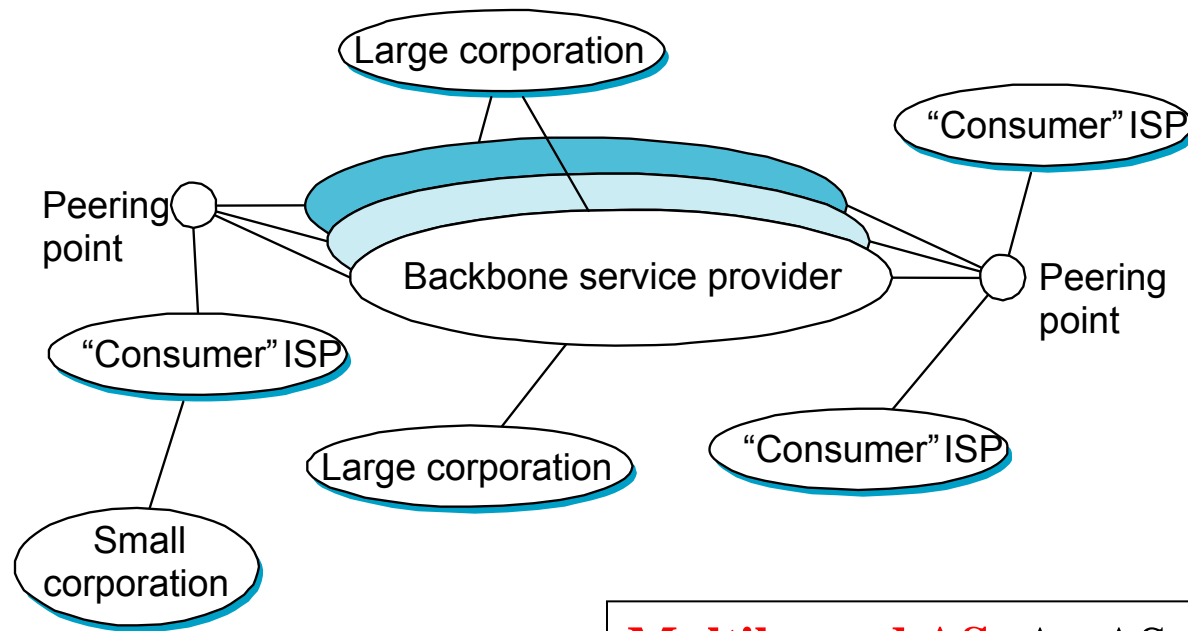 Large corporation
“Consumer” ISP
Peering
point
Backbone service provider
Peering
point
“Consumer” ISP
Large corporation
“Consumer” ISP
Small
corporation